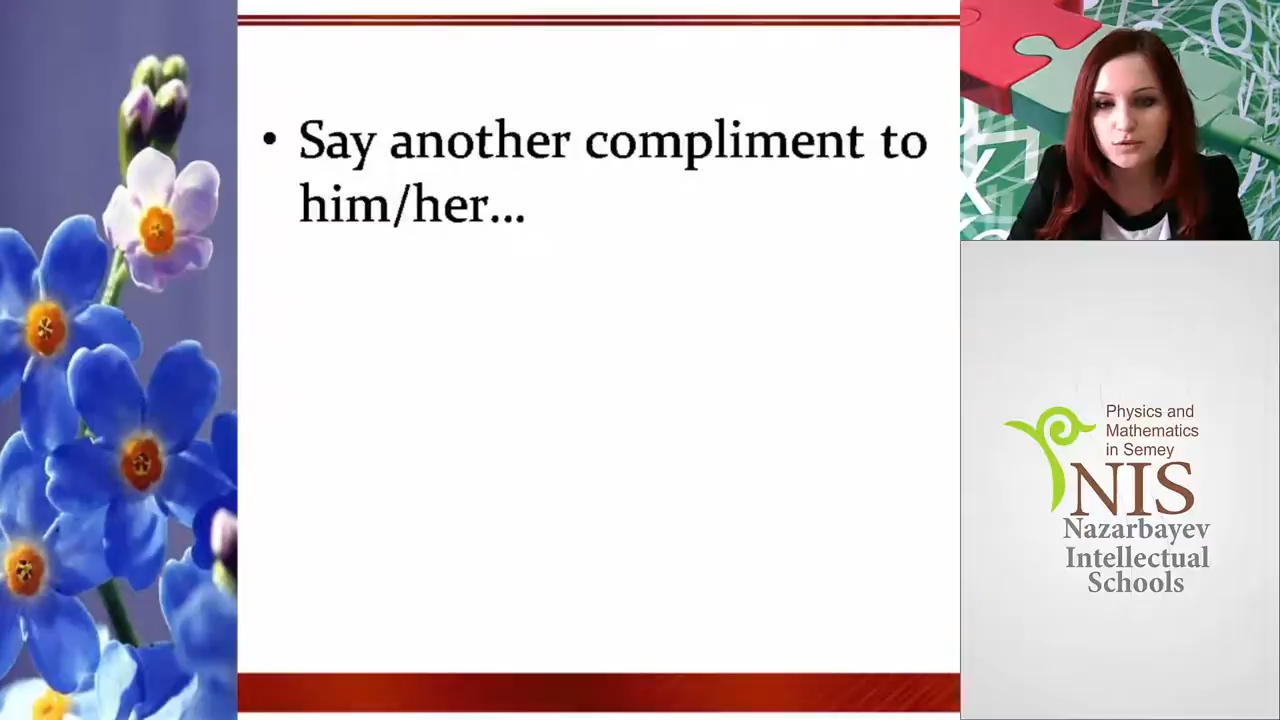 • Say another compliment to
him/her...
Physics and
Mathematics
in Semey
NIS
Nazarbayev
Intellectual
Schools